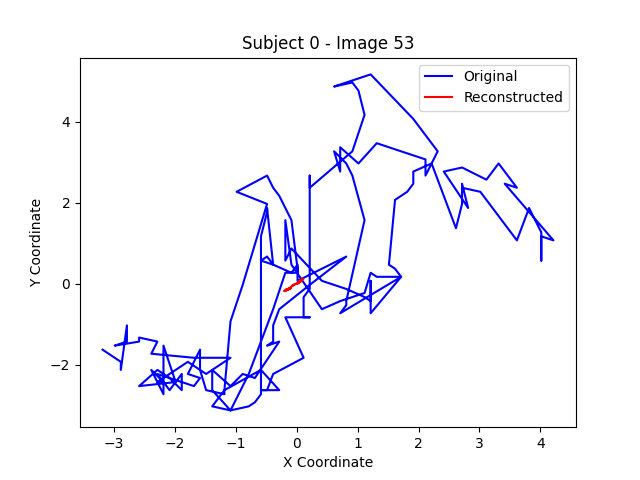 Subject 0 - Image 53
Original
Reconstructed
Y Coordinate
4
2
0
−2
−3
−2
−1
0
1
2
3
4
X Coordinate